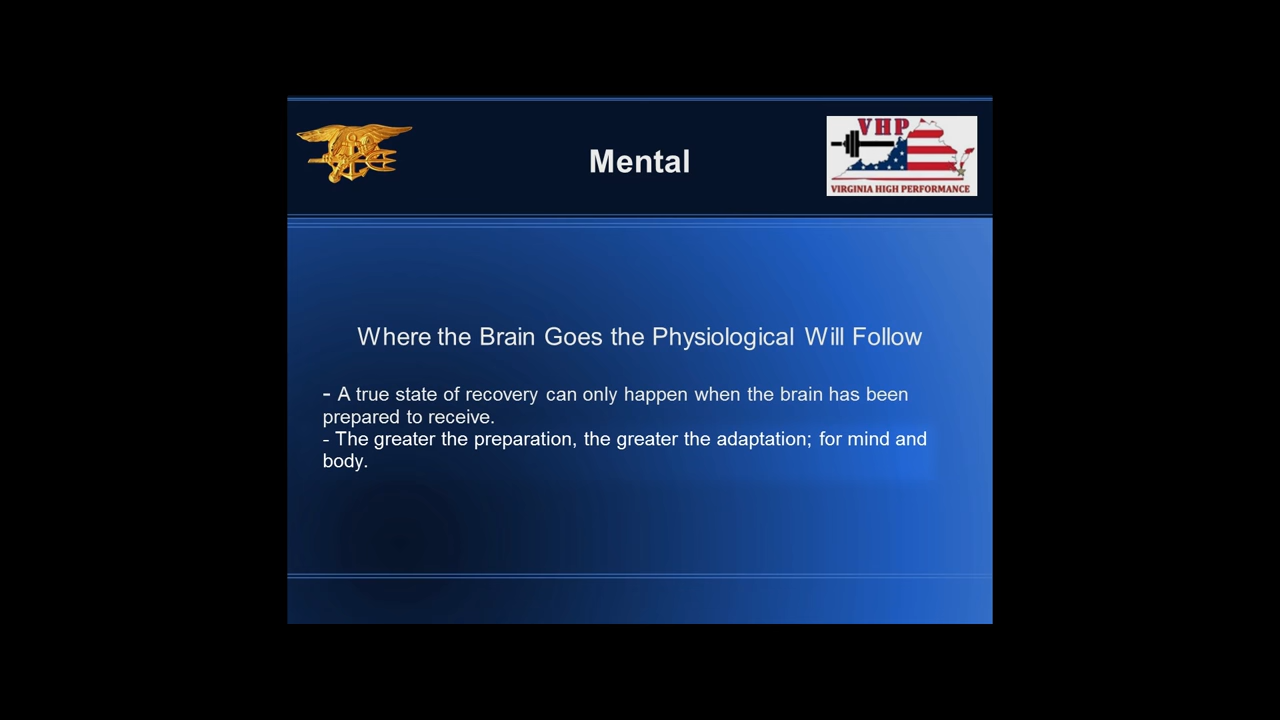 Mental
VHP
VIRGINIA HIGH PERFORMANCE
Where the Brain Goes the Physiological Will Follow
- A true state of recovery can only happen when the brain has been
prepared to receive.
- The greater the preparation, the greater the adaptation; for mind and
body.